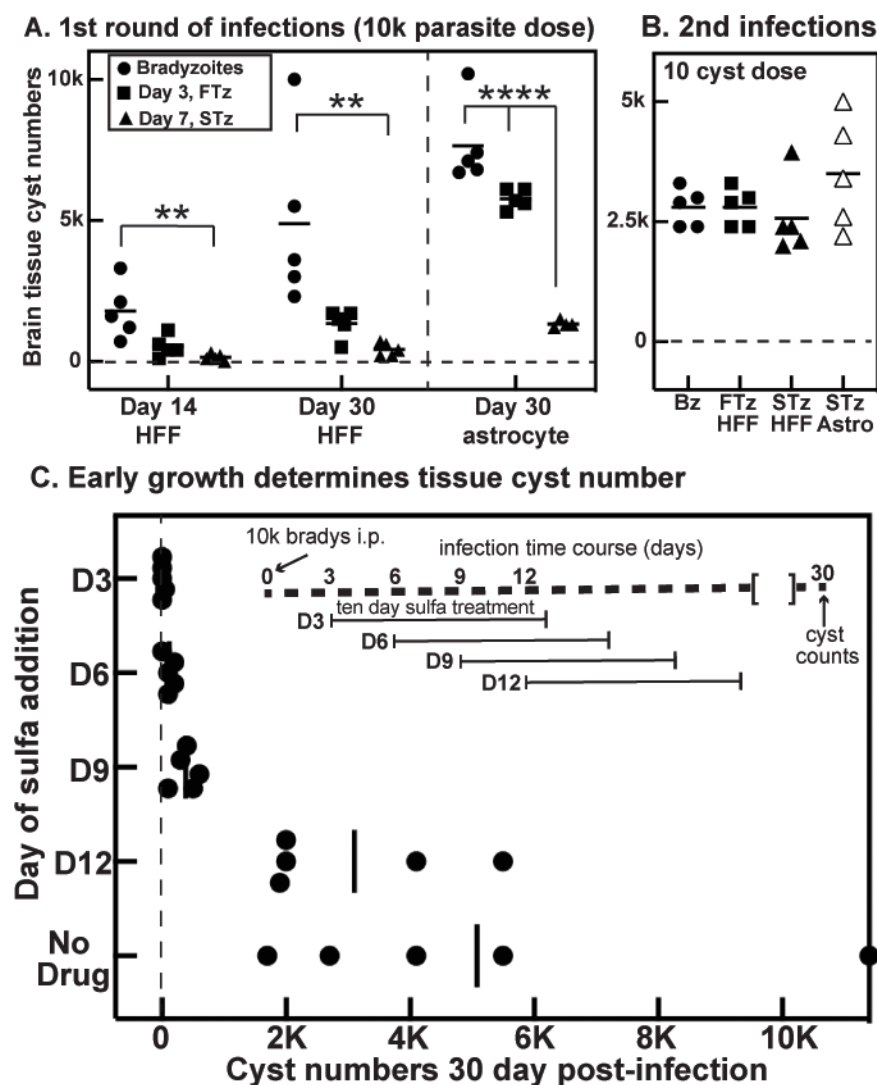 A. 1st round of infections (10k parasite dose)
Brain tissue cyst numbers
10k
5k
0
● Bradyzoites
■ Day 3, FTz
▲ Day 7, STz
**
**
****
Day 14
HFF
Day 30
HFF
Day 30
astrocyte
B. 2nd infections
10 cyst dose
5k
2.5k
0
Bz
FTz
HFF
STz
HFF
STz
Astro
C. Early growth determines tissue cyst number
Day of sulfa addition
D3
D6
D9
D12
No
Drug
10k bradys i.p.
infection time course (days)
0 3 6 9 12 30
ten day sulfa treatment
D3
D6
D9
D12
cyst
counts
0 2K 4K 6K 8K 10K
Cyst numbers 30 day post-infection